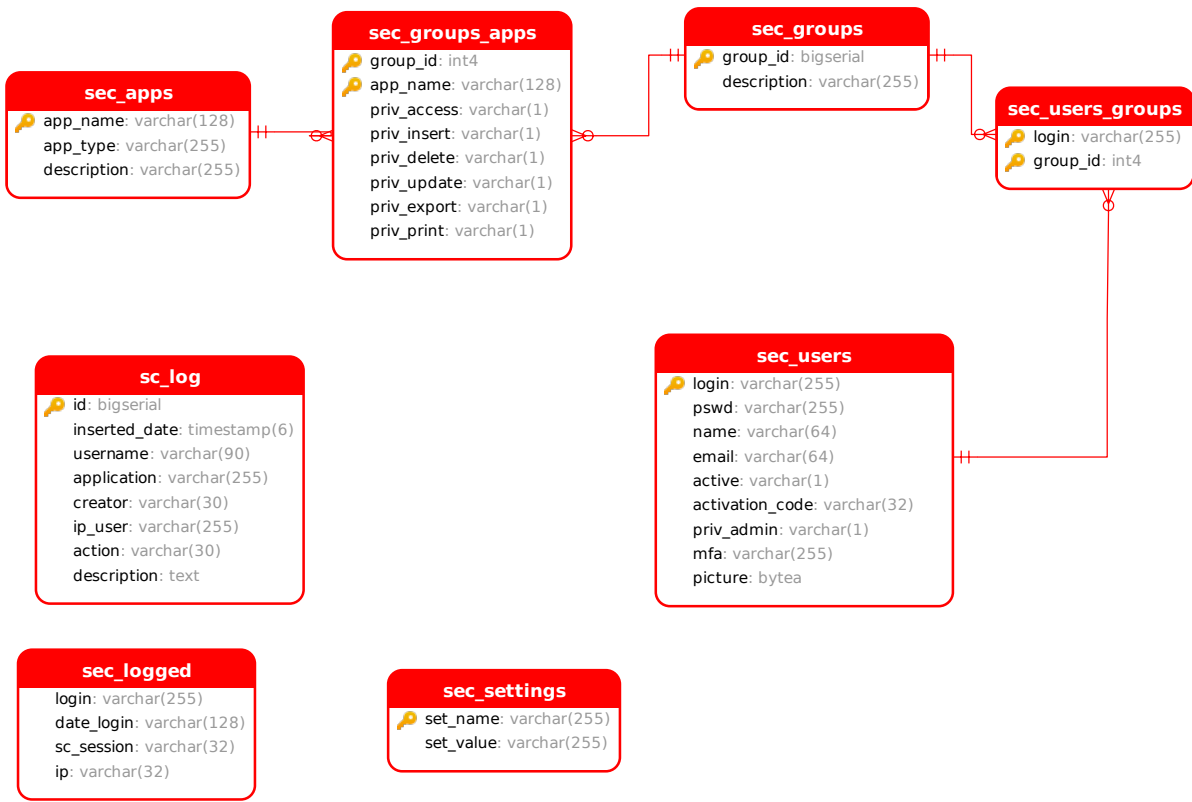 sec_apps
app_name: varchar(128)
app_type: varchar(255)
description: varchar(255)
sec_groups_apps
group_id: int4
app_name: varchar(128)
priv_access: varchar(1)
priv_insert: varchar(1)
priv_delete: varchar(1)
priv_update: varchar(1)
priv_export: varchar(1)
priv_print: varchar(1)
sec_groups
group_id: bigserial
description: varchar(255)
sec_users_groups
login: varchar(255)
group_id: int4
sc_log
id: bigserial
inserted_date: timestamp(6)
username: varchar(90)
application: varchar(255)
creator: varchar(30)
ip_user: varchar(255)
action: varchar(30)
description: text
sec_users
login: varchar(255)
pswd: varchar(255)
name: varchar(64)
email: varchar(64)
active: varchar(1)
activation_code: varchar(32)
priv_admin: varchar(1)
mfa: varchar(255)
picture: bytea
sec_logged
login: varchar(255)
date_login: varchar(128)
sc_session: varchar(32)
ip: varchar(32)
sec_settings
set_name: varchar(255)
set_value: varchar(255)